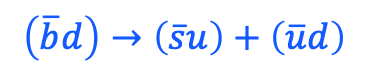 (b̄d) → (s̄u) + (ūd)